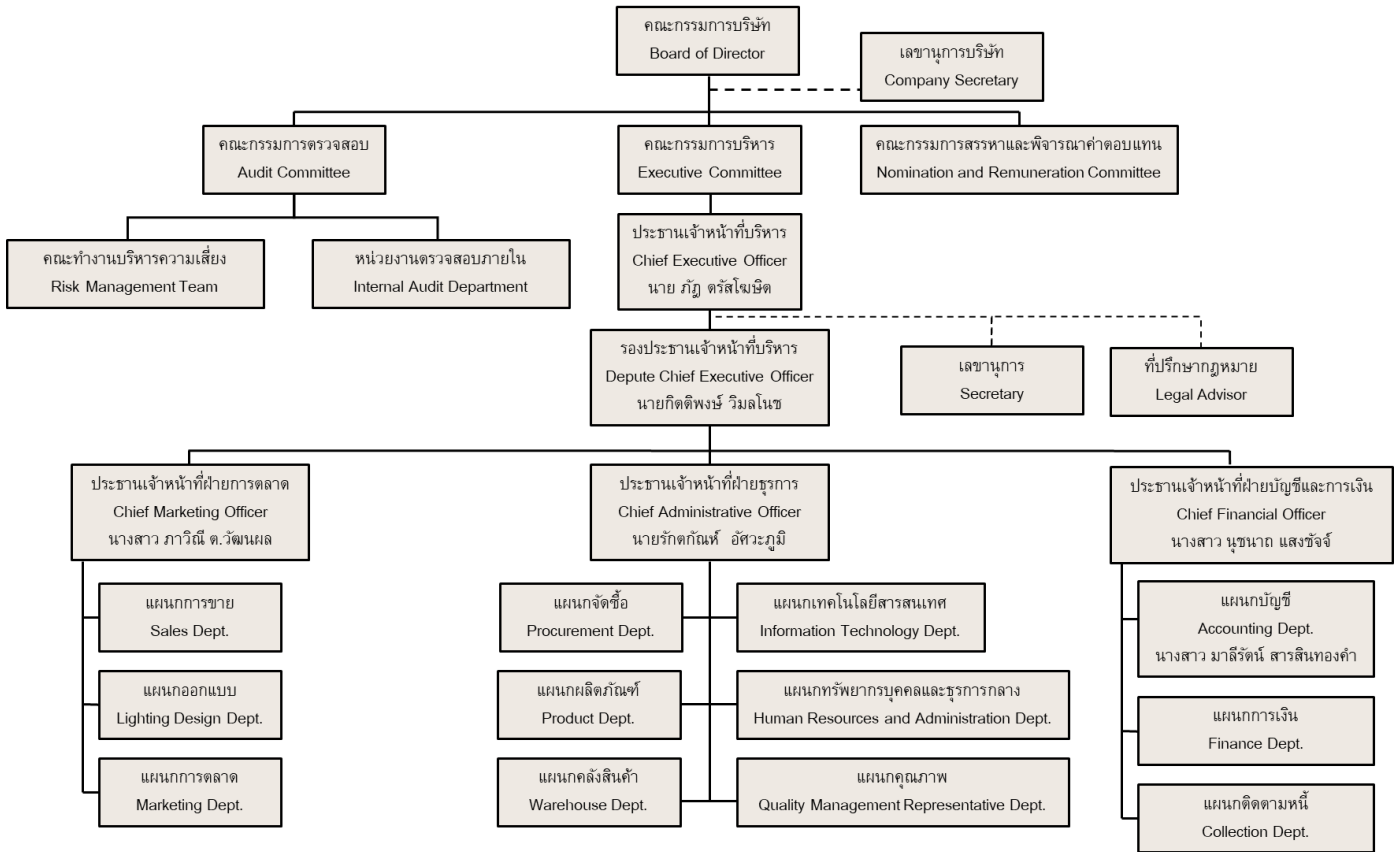 คณะกรรมการบริษัท
Board of Director
เลขานุการบริษัท
Company Secretary
คณะกรรมการตรวจสอบ
Audit Committee
คณะกรรมการบริหาร
Executive Committee
คณะกรรมการสรรหาและพิจารณาค่าตอบแทน
Nomination and Remuneration Committee
คณะทำงานบริหารความเสี่ยง
Risk Management Team
หน่วยงานตรวจสอบภายใน
Internal Audit Department
ประธานเจ้าหน้าที่บริหาร
Chief Executive Officer
นาย ภัฎ ตรัสโฆษิต
รองประธานเจ้าหน้าที่บริหาร
Depute Chief Executive Officer
นายกิตติพงษ์ วิมลโนช
เลขานุการ
Secretary
ที่ปรึกษากฎหมาย
Legal Advisor
ประธานเจ้าหน้าที่ฝ่ายการตลาด
Chief Marketing Officer
นางสาว ภาวิณี ต.วัฒนผล
ประธานเจ้าหน้าที่ฝ่ายธุรการ
Chief Administrative Officer
นายรักตกัณห์ อัศวะภูมิ
ประธานเจ้าหน้าที่ฝ่ายบัญชีและการเงิน
Chief Financial Officer
นางสาว นุชนาถ แสงชัจจ์
แผนกการขาย
Sales Dept.
แผนกออกแบบ
Lighting Design Dept.
แผนกการตลาด
Marketing Dept.
แผนกจัดซื้อ
Procurement Dept.
แผนกเทคโนโลยีสารสนเทศ
Information Technology Dept.
แผนกผลิตภัณฑ์
Product Dept.
แผนกทรัพยากรบุคคลและธุรการกลาง
Human Resources and Administration Dept.
แผนกคลังสินค้า
Warehouse Dept.
แผนกคุณภาพ
Quality Management Representative Dept.
แผนกบัญชี
Accounting Dept.
นางสาว มาลีรัตน์ สารสินทองคำ
แผนกการเงิน
Finance Dept.
แผนกติดตามหนี้
Collection Dept.